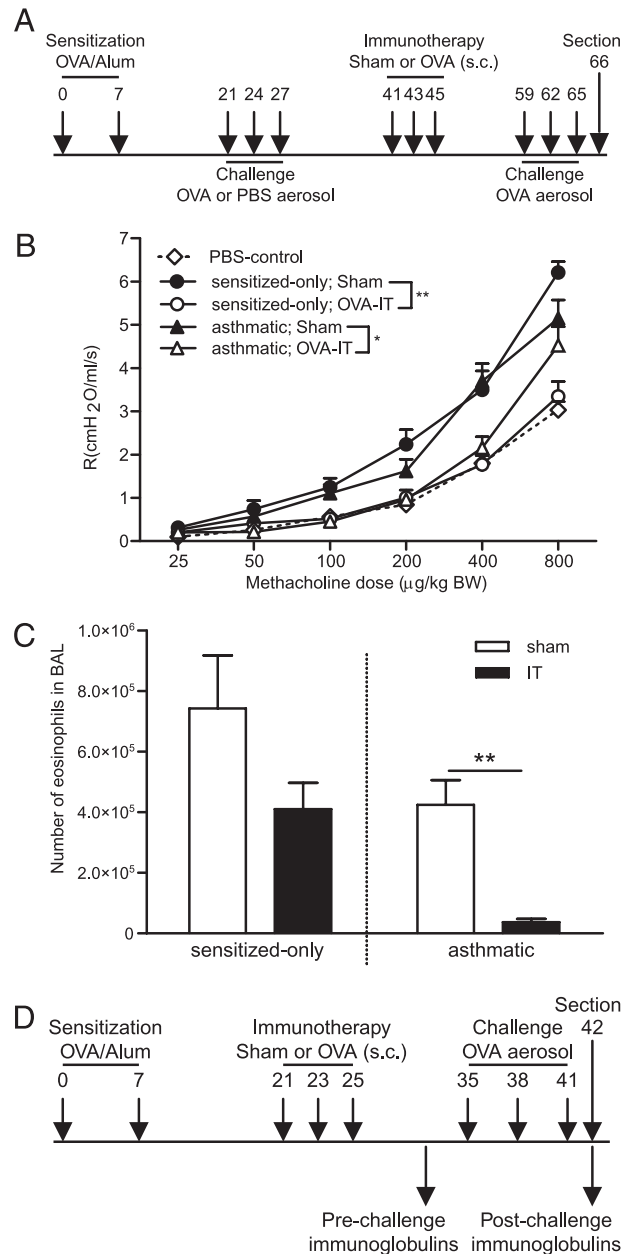 A
Sensitization
OVA/Alum
0 7
21 24 27
Immunotherapy
Sham or OVA (s.c.)
41 43 45
59 62 65
Section
66
Challenge
OVA or PBS aerosol
Challenge
OVA aerosol
B
R(cmH 2O/ml/s)
7
6
5
4
3
2
1
0
PBS-control
sensitized-only; Sham
sensitized-only; OVA-IT
**
asthmatic; Sham
asthmatic; OVA-IT
*
25 50 100 200 400 800
Methacholine dose (μg/kg BW)
C
Number of eosinophils in BAL
1.0×10⁶
8.0×10⁵
6.0×10⁵
4.0×10⁵
2.0×10⁵
0
sham
IT
**
sensitized-only asthmatic
D
Sensitization
OVA/Alum
0 7
Immunotherapy
Sham or OVA (s.c.)
21 23 25
Challenge
OVA aerosol
35 38 41
Section
42
Pre-challenge
immunoglobulins
Post-challenge
immunoglobulins